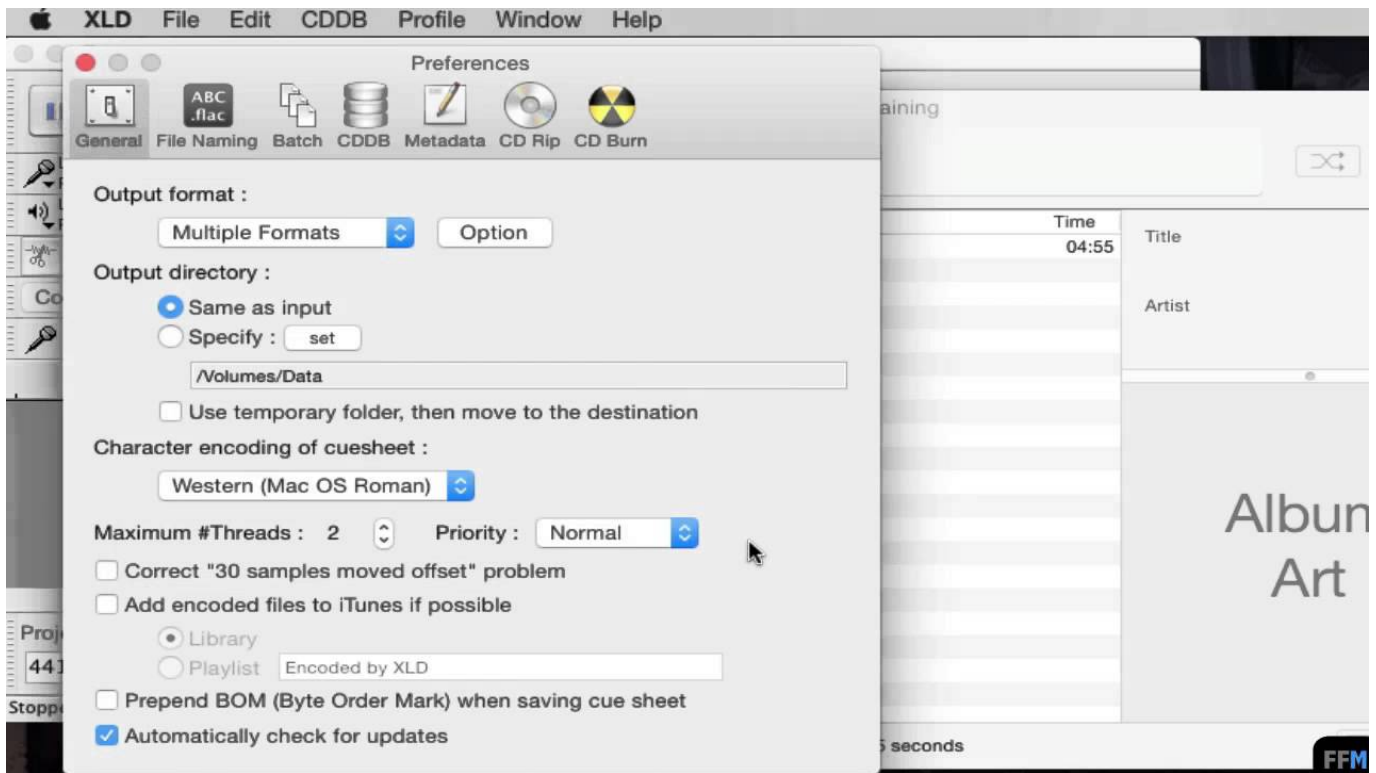 XLD File Edit CDDB Profile Window Help
Preferences
ABC
.flac
General File Naming Batch CDDB Metadata CD Rip CD Burn
Output format :
Multiple Formats Option
Output directory :
Same as input
Specify : set
/Volumes/Data
Use temporary folder, then move to the destination
Character encoding of cuesheet :
Western (Mac OS Roman)
Maximum #Threads : 2 Priority : Normal
Correct "30 samples moved offset" problem
Add encoded files to iTunes if possible
Library
Playlist Encoded by XLD
Prepend BOM (Byte Order Mark) when saving cue sheet
Automatically check for updates
aining
Time
04:55
Title
Artist
Album
Art
Co
Proj
441
Stopp
seconds
FFM